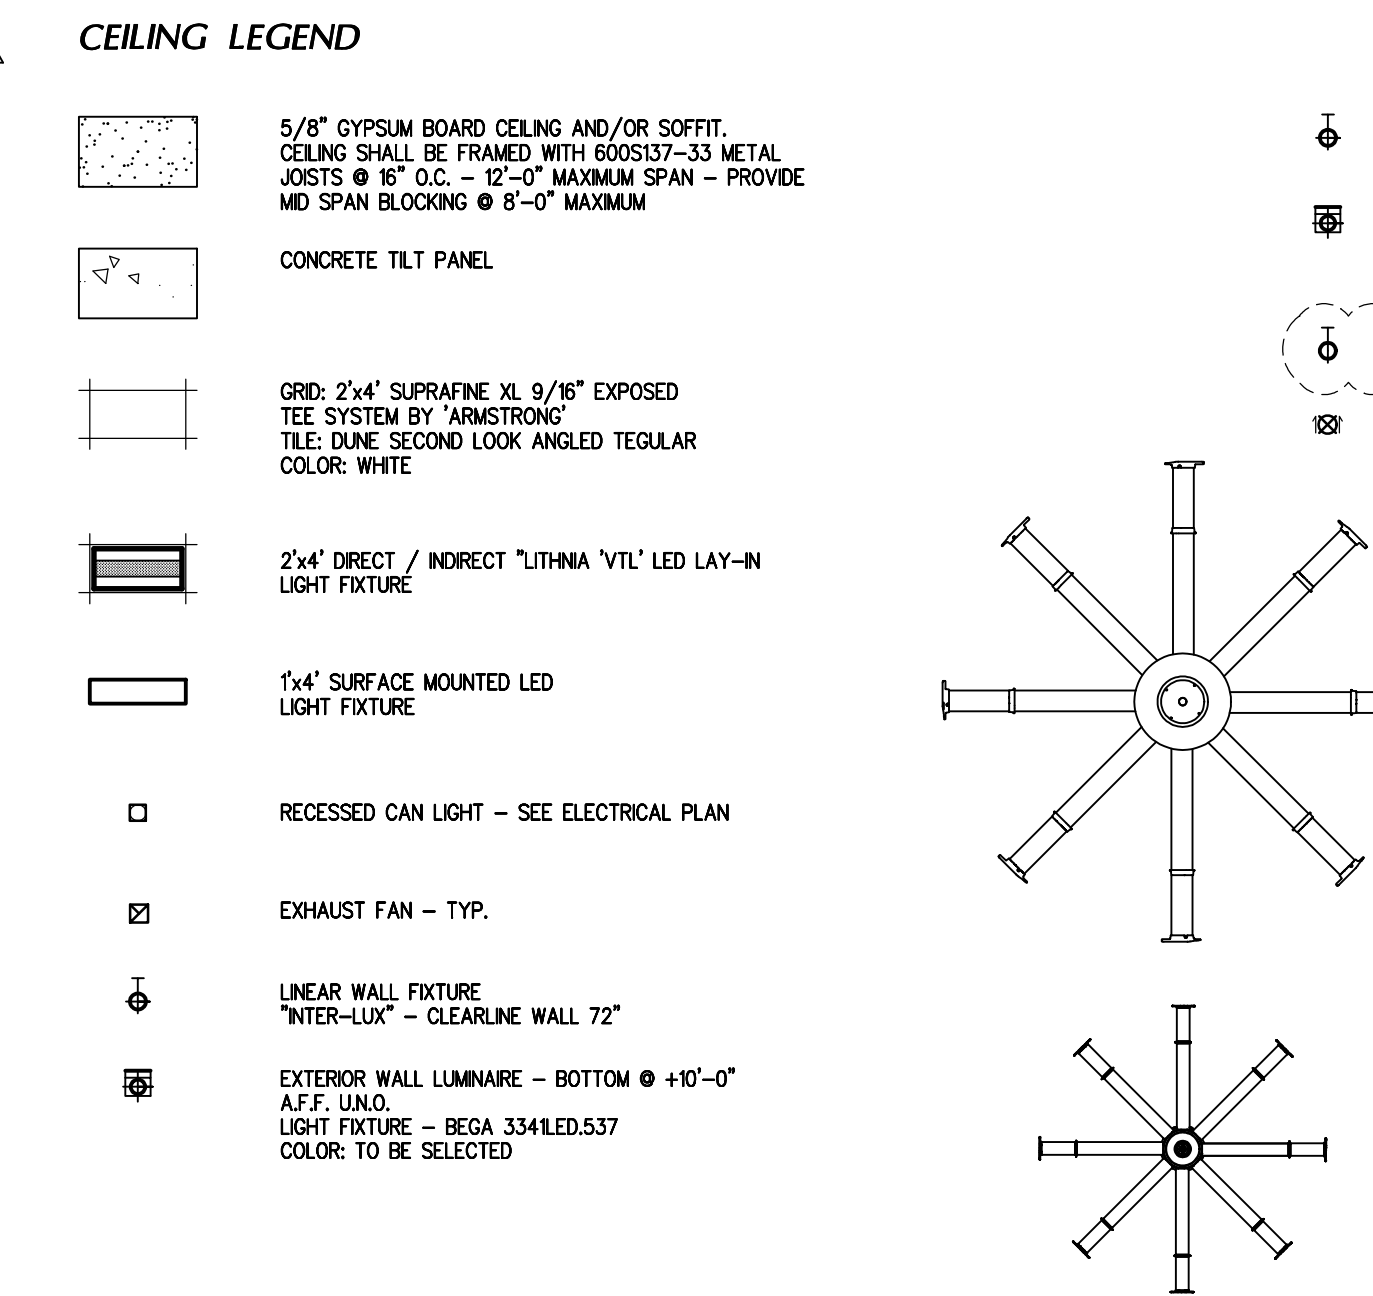 CEILING LEGEND
5/8" GYPSUM BOARD CEILING AND/OR SOFFIT.
CEILING SHALL BE FRAMED WITH 600S137-33 METAL
JOISTS @ 16" O.C. - 12'-0" MAXIMUM SPAN - PROVIDE
MID SPAN BLOCKING @ 8'-0" MAXIMUM
CONCRETE TILT PANEL
GRID: 2'x4' SUPRAFINE XL 9/16" EXPOSED
TEE SYSTEM BY 'ARMSTRONG'
TILE: DUNE SECOND LOOK ANGLED TEGULAR
COLOR: WHITE
2'x4' DIRECT / INDIRECT "LITHNIA 'VTL' LED LAY-IN
LIGHT FIXTURE
1'x4' SURFACE MOUNTED LED
LIGHT FIXTURE
RECESSED CAN LIGHT - SEE ELECTRICAL PLAN
EXHAUST FAN - TYP.
LINEAR WALL FIXTURE
"INTER-LUX" - CLEARLINE WALL 72"
EXTERIOR WALL LUMINAIRE - BOTTOM @ +10'-0"
A.F.F. U.N.O.
LIGHT FIXTURE - BEGA 3341LED.537
COLOR: TO BE SELECTED